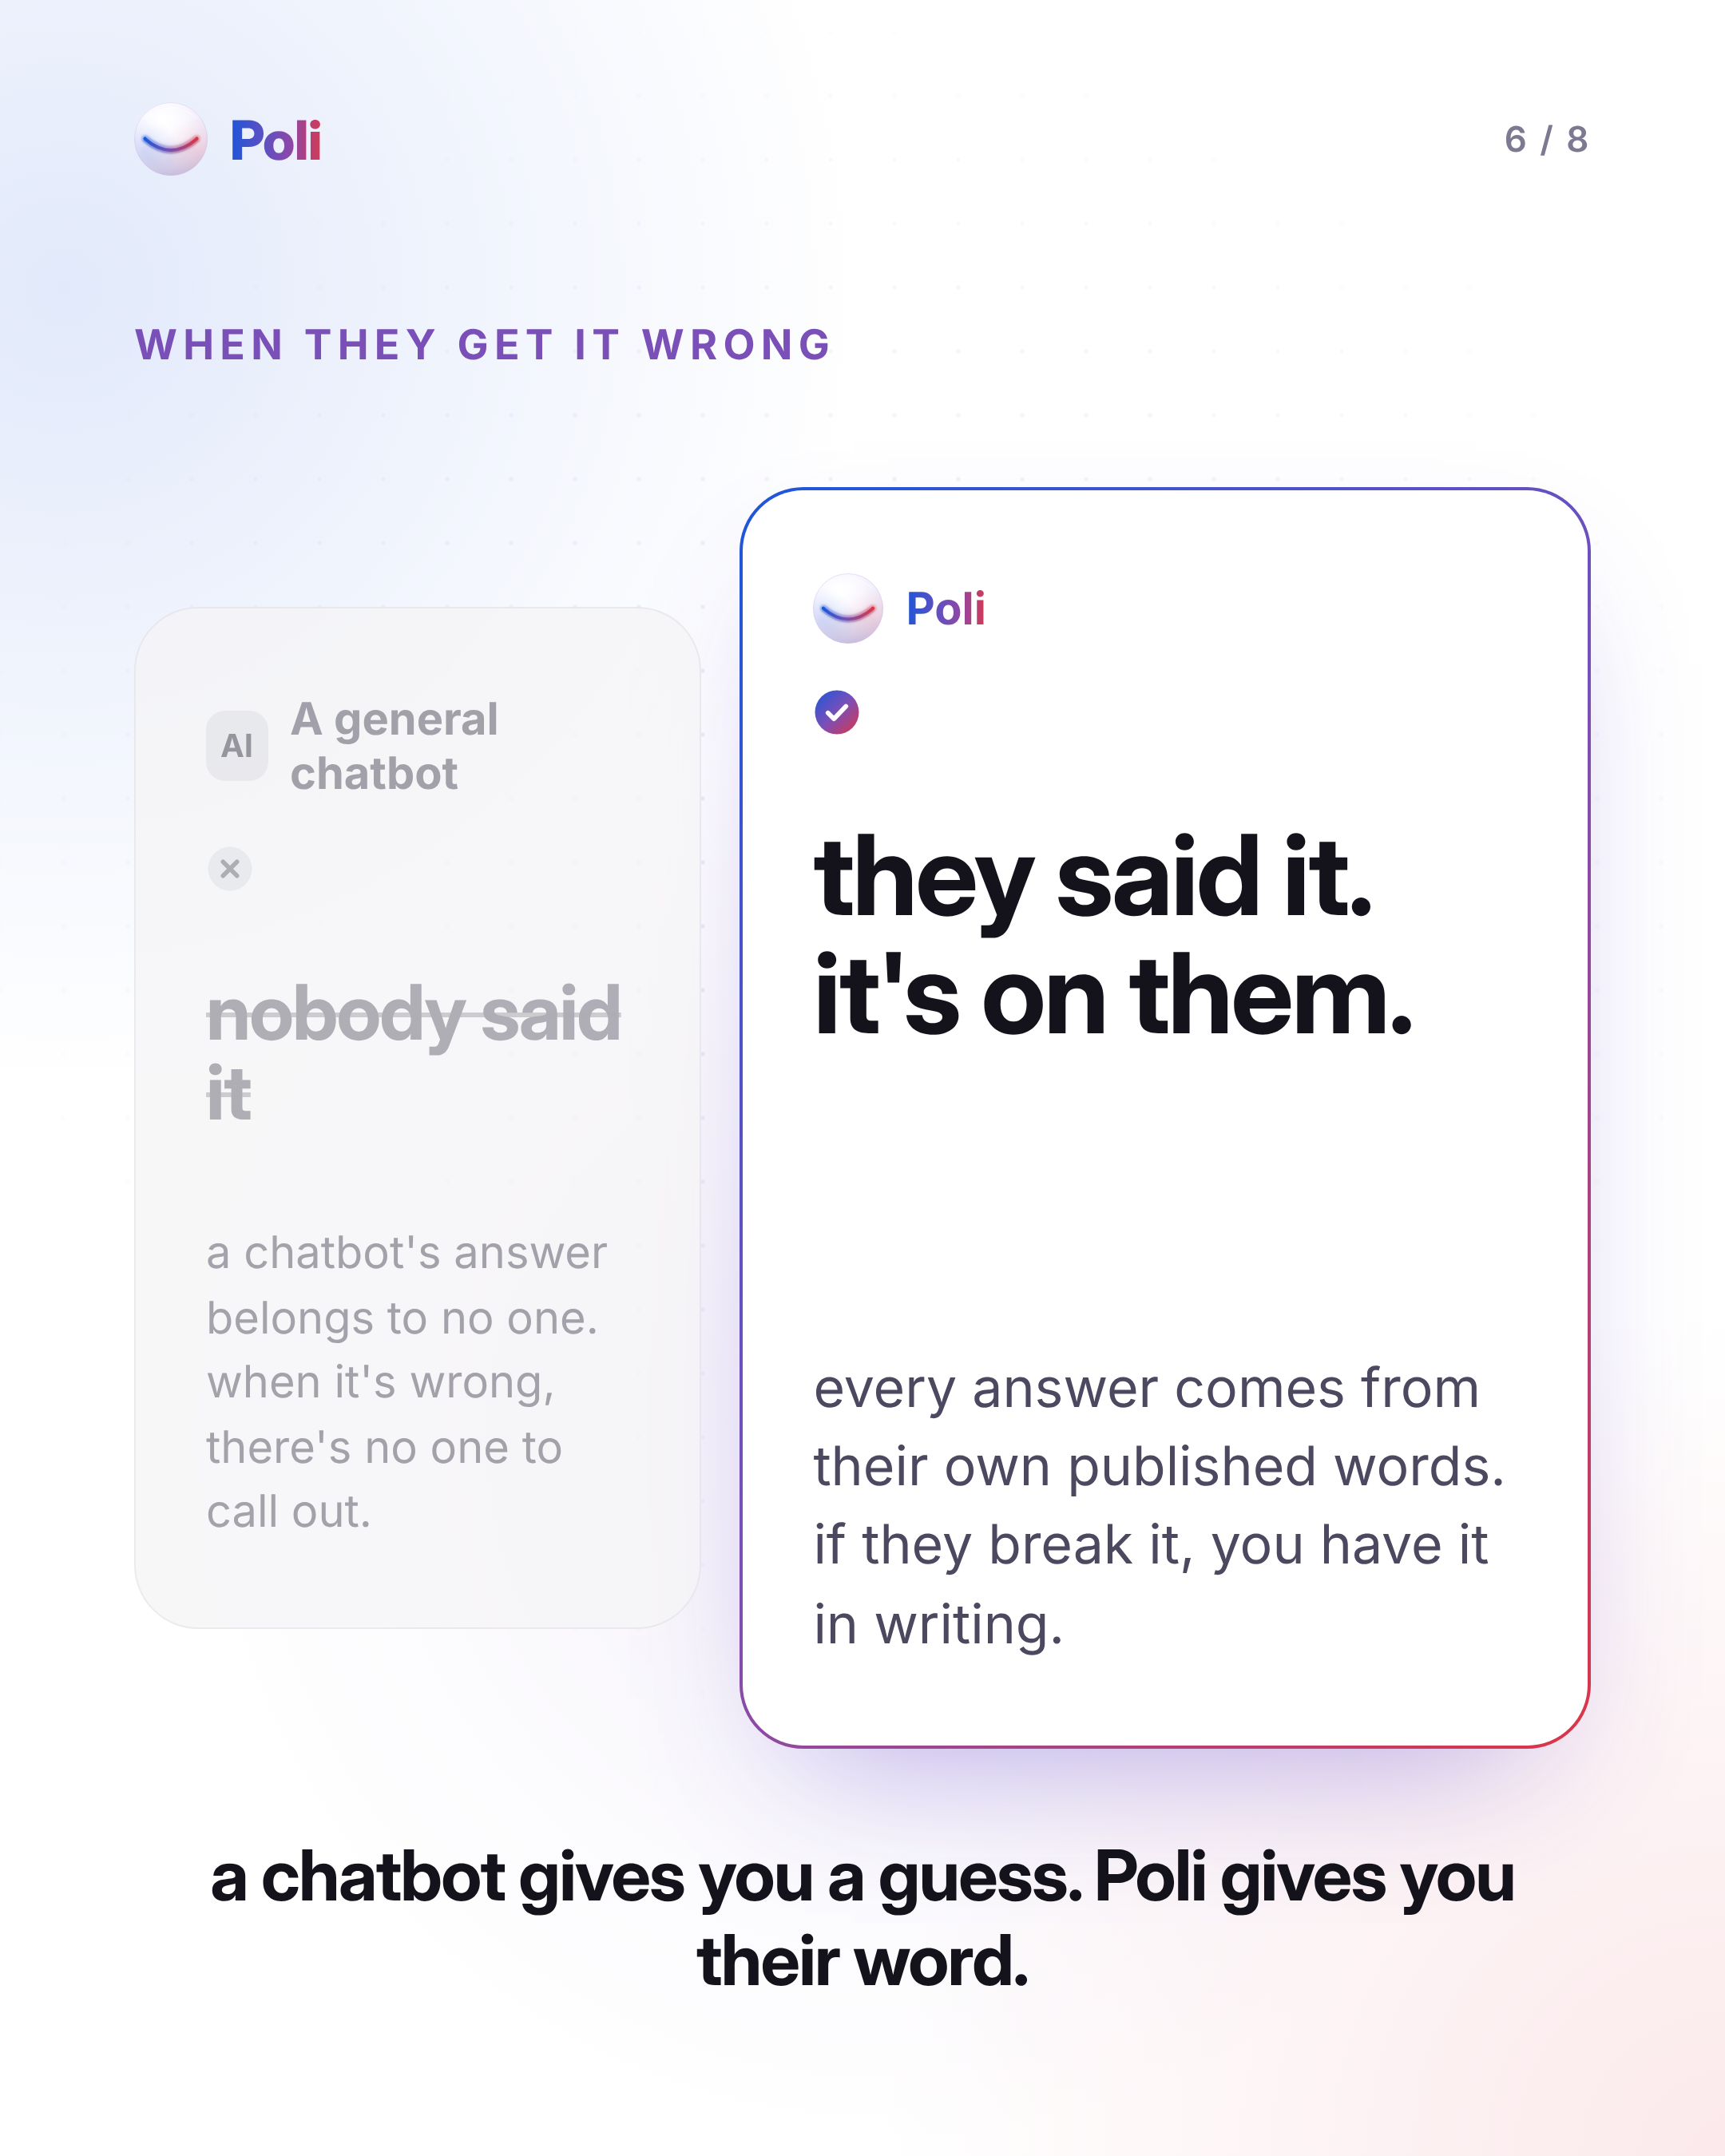 Poli
6 / 8
WHEN THEY GET IT WRONG
AI
A general
chatbot
nobody said
it
a chatbot's answer
belongs to no one.
when it's wrong,
there's no one to
call out.
Poli
they said it.
it's on them.
every answer comes from
their own published words.
if they break it, you have it
in writing.
a chatbot gives you a guess. Poli gives you
their word.